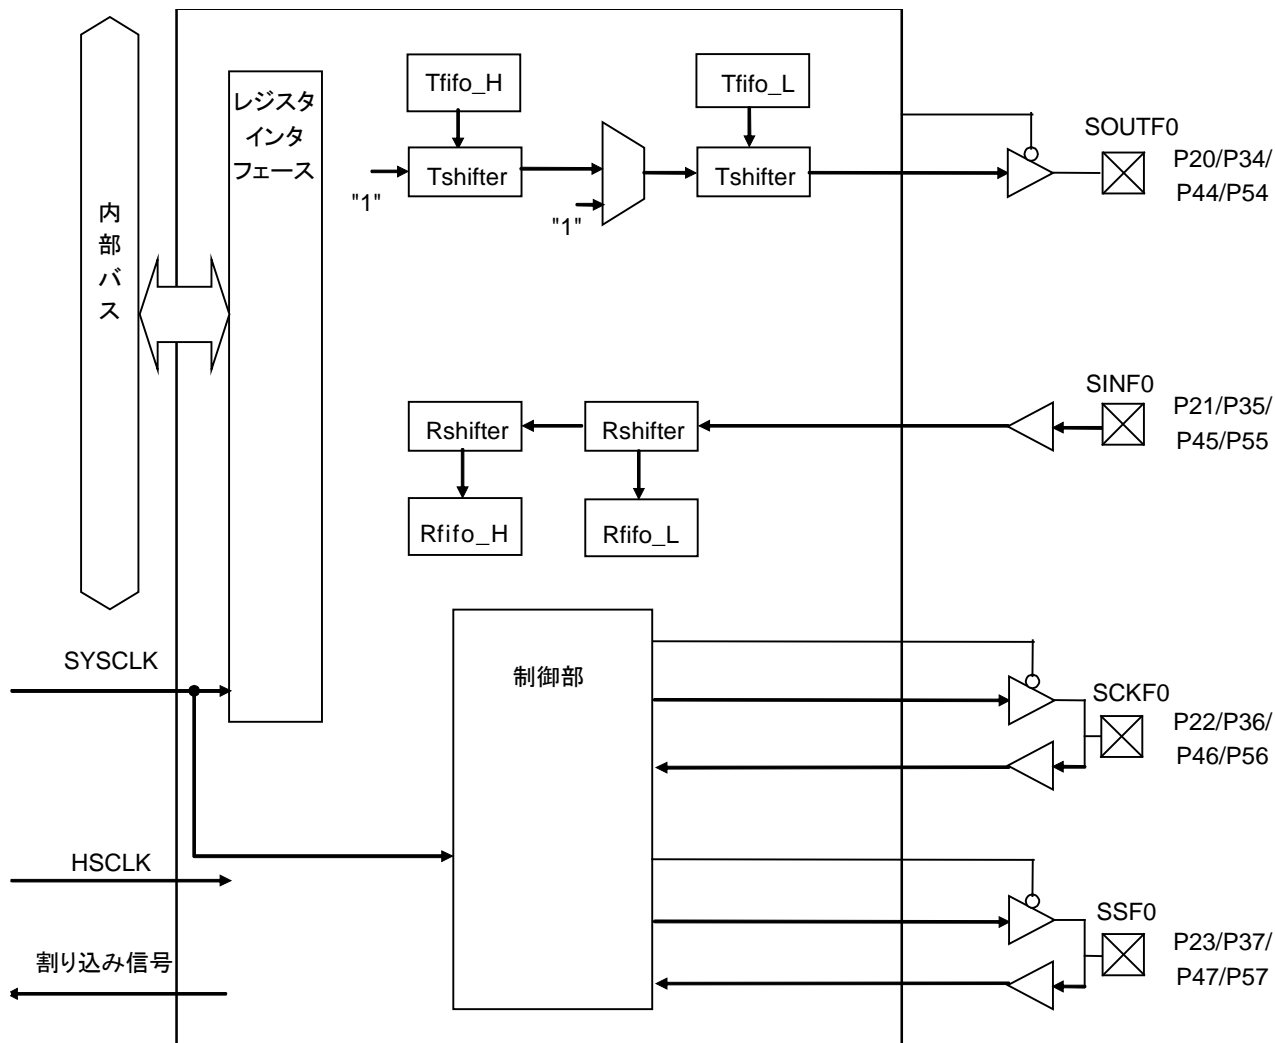 レジスタ
インタ
フェース
内
部
バ
ス
Tfifo_H
Tfifo_L
Tshifter
Tshifter
"1"
"1"
SOUTF0
P20/P34/
P44/P54
SINF0
P21/P35/
P45/P55
Rshifter
Rshifter
Rfifo_H
Rfifo_L
SYSCLK
制御部
SCKF0
P22/P36/
P46/P56
HSCLK
SSF0
P23/P37/
P47/P57
割り込み信号